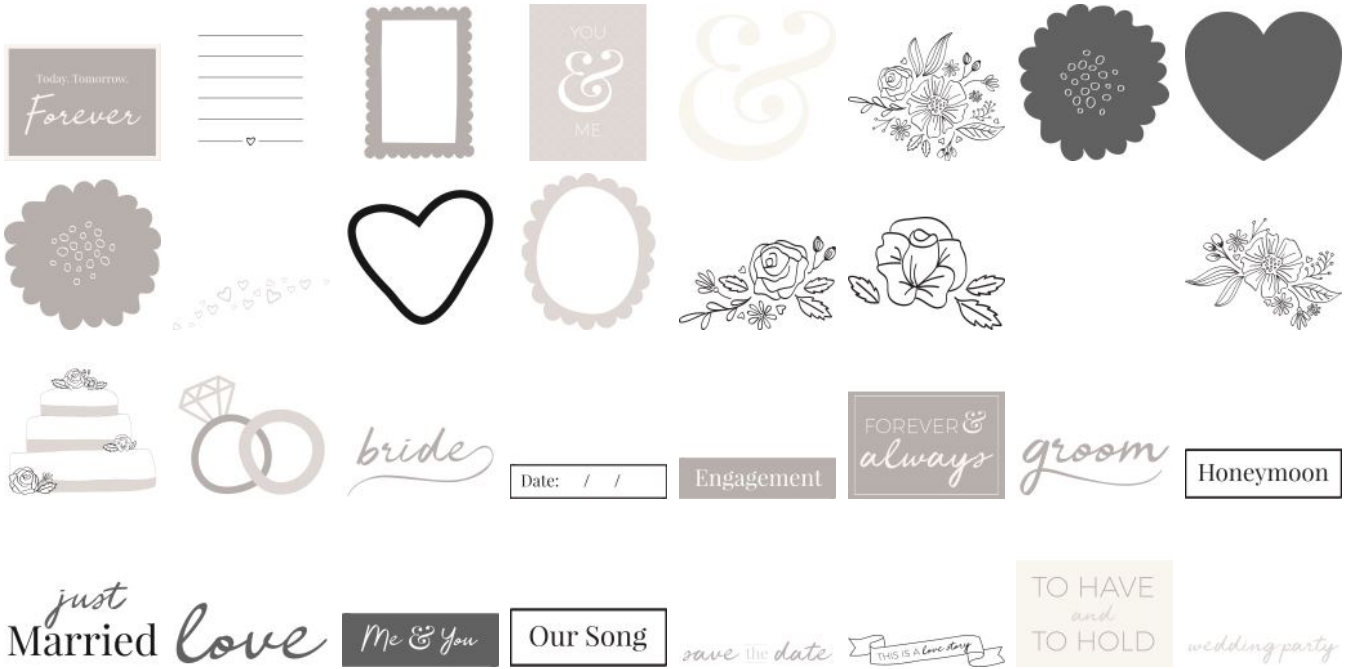 Today. Tomorrow.
Forever
YOU
&
ME
&
bride
Date: / /
Engagement
FOREVER &
always
groom
Honeymoon
just
Married
love
Me & You
Our Song
save the date
THIS IS A love story
TO HAVE
and
TO HOLD
wedding party